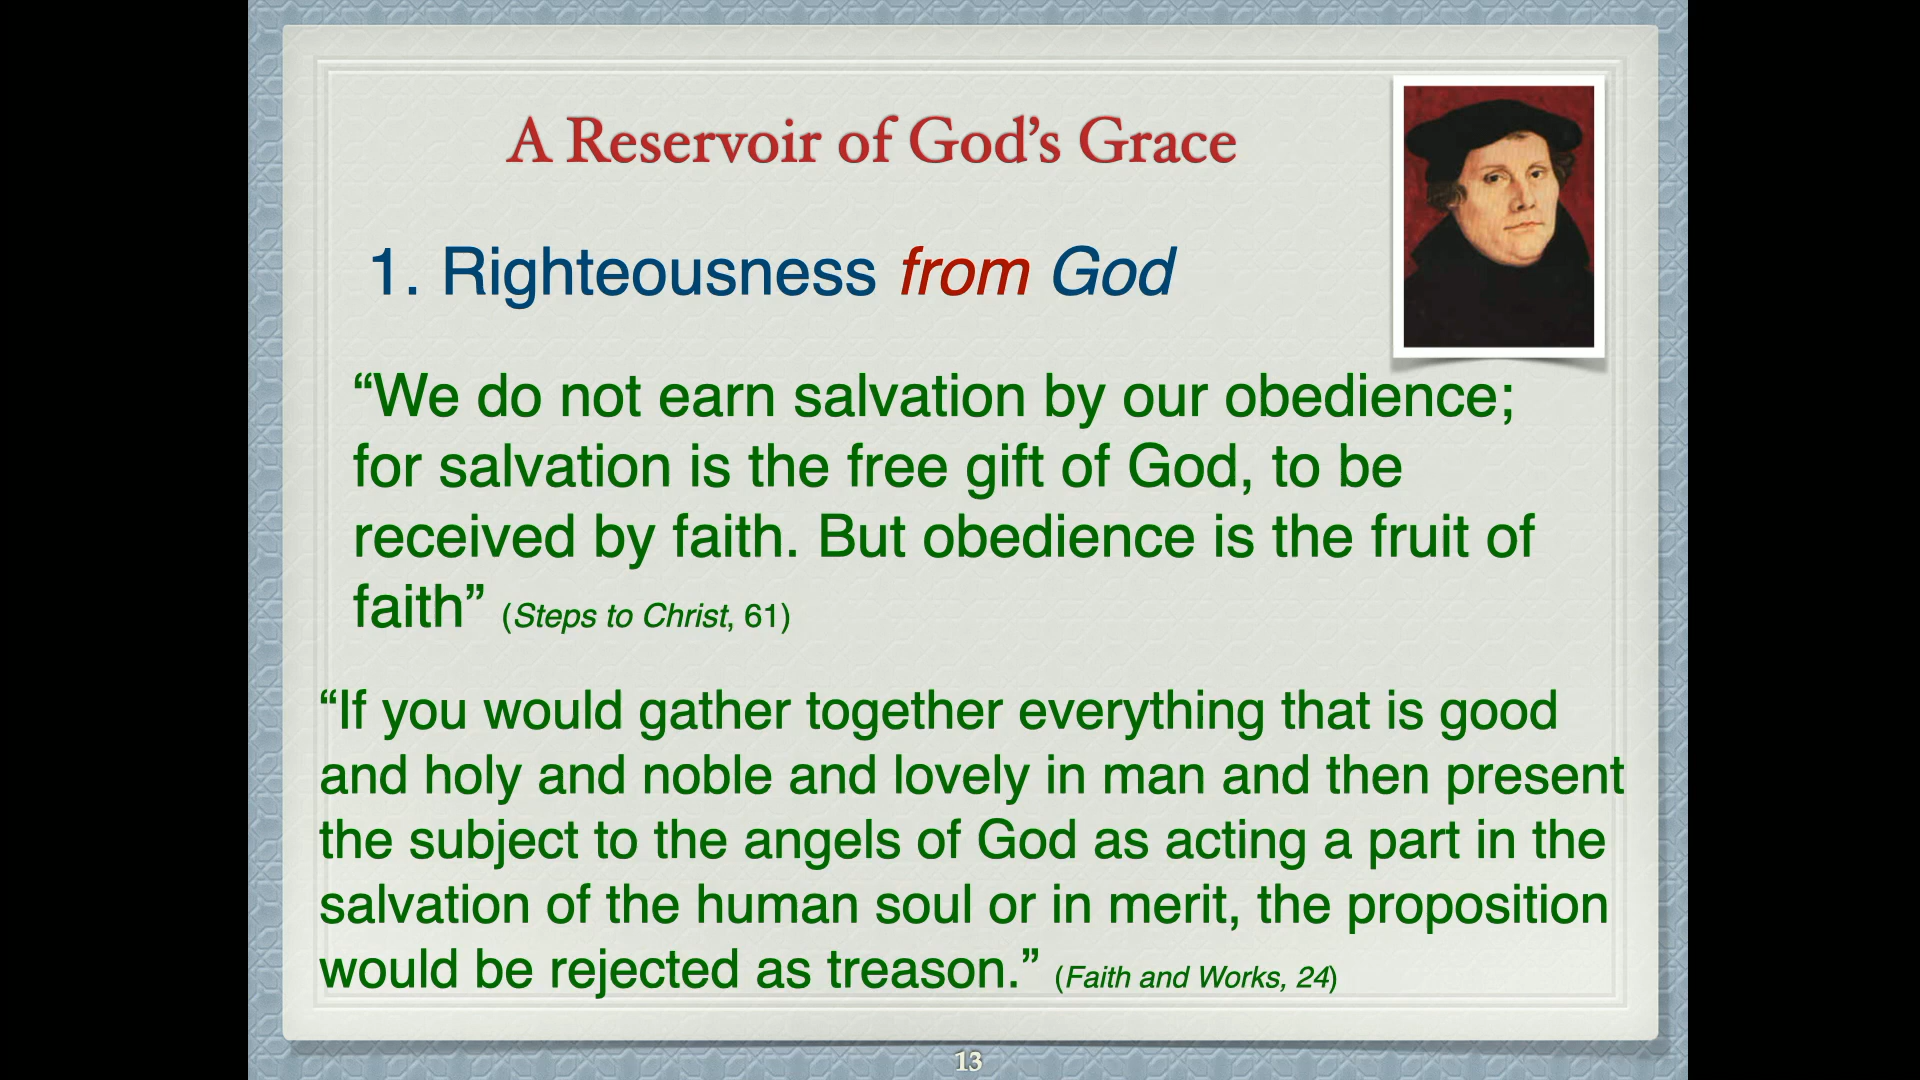 A Reservoir of God’s Grace
1. Righteousness from God
“We do not earn salvation by our obedience;
for salvation is the free gift of God, to be
received by faith. But obedience is the fruit of
faith” (Steps to Christ, 61)
“If you would gather together everything that is good
and holy and noble and lovely in man and then present
the subject to the angels of God as acting a part in the
salvation of the human soul or in merit, the proposition
would be rejected as treason.” (Faith and Works, 24)
13